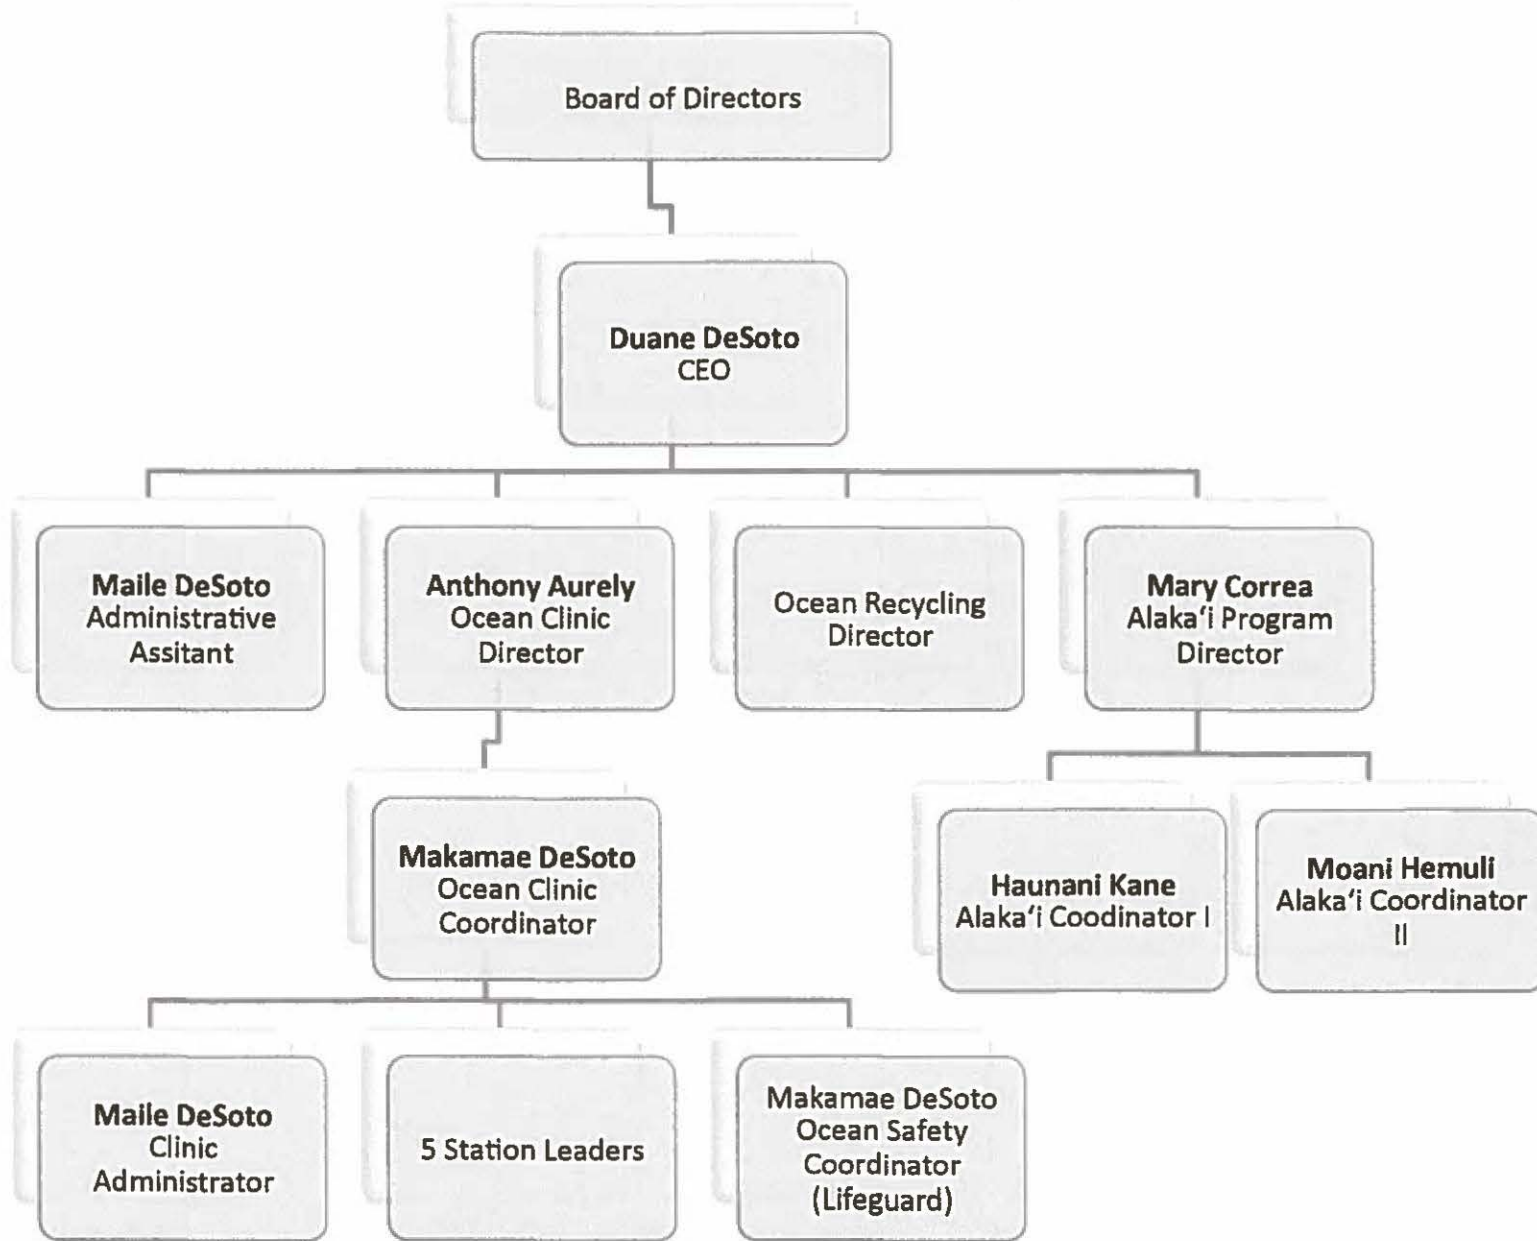 Board of Directors
Duane DeSoto
CEO
Maile DeSoto
Administrative
Assitant
Anthony Aurely
Ocean Clinic
Director
Ocean Recycling
Director
Mary Correa
Alakaʻi Program
Director
Makamae DeSoto
Ocean Clinic
Coordinator
Haunani Kane
Alakaʻi Coodinator I
Moani Hemuli
Alakaʻi Coordinator
II
Maile DeSoto
Clinic
Administrator
5 Station Leaders
Makamae DeSoto
Ocean Safety
Coordinator
(Lifeguard)